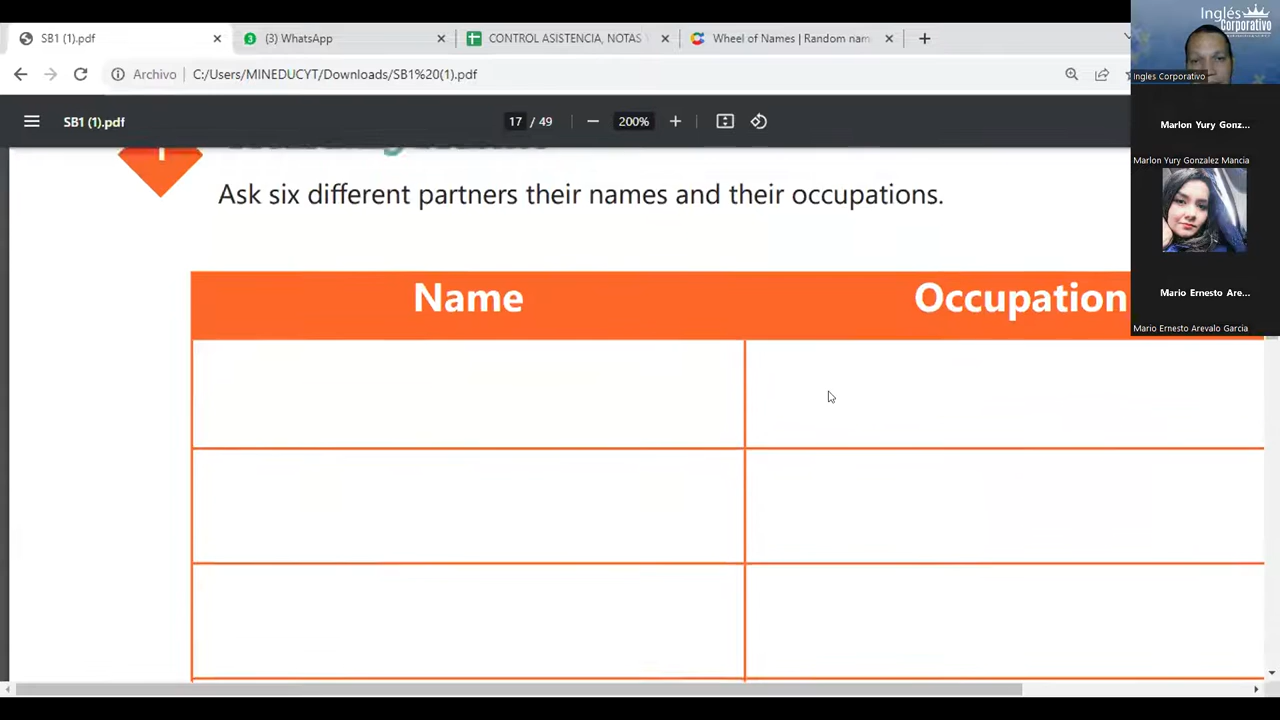 SB1 (1).pdf
(3) WhatsApp
CONTROL ASISTENCIA, NOTAS
Wheel of Names | Random nam
Archivo
C:/Users/MINEDUCYT/Downloads/SB1%20(1).pdf
SB1 (1).pdf
17 / 49
200%
Inglés
Corporativo
Ingles Corporativo
Marlon Yury Gonz...
Marlon Yury Gonzalez Mancia
Mario Ernesto Are...
Mario Ernesto Arevalo Garcia
1
Ask six different partners their names and their occupations.
Name
Occupation